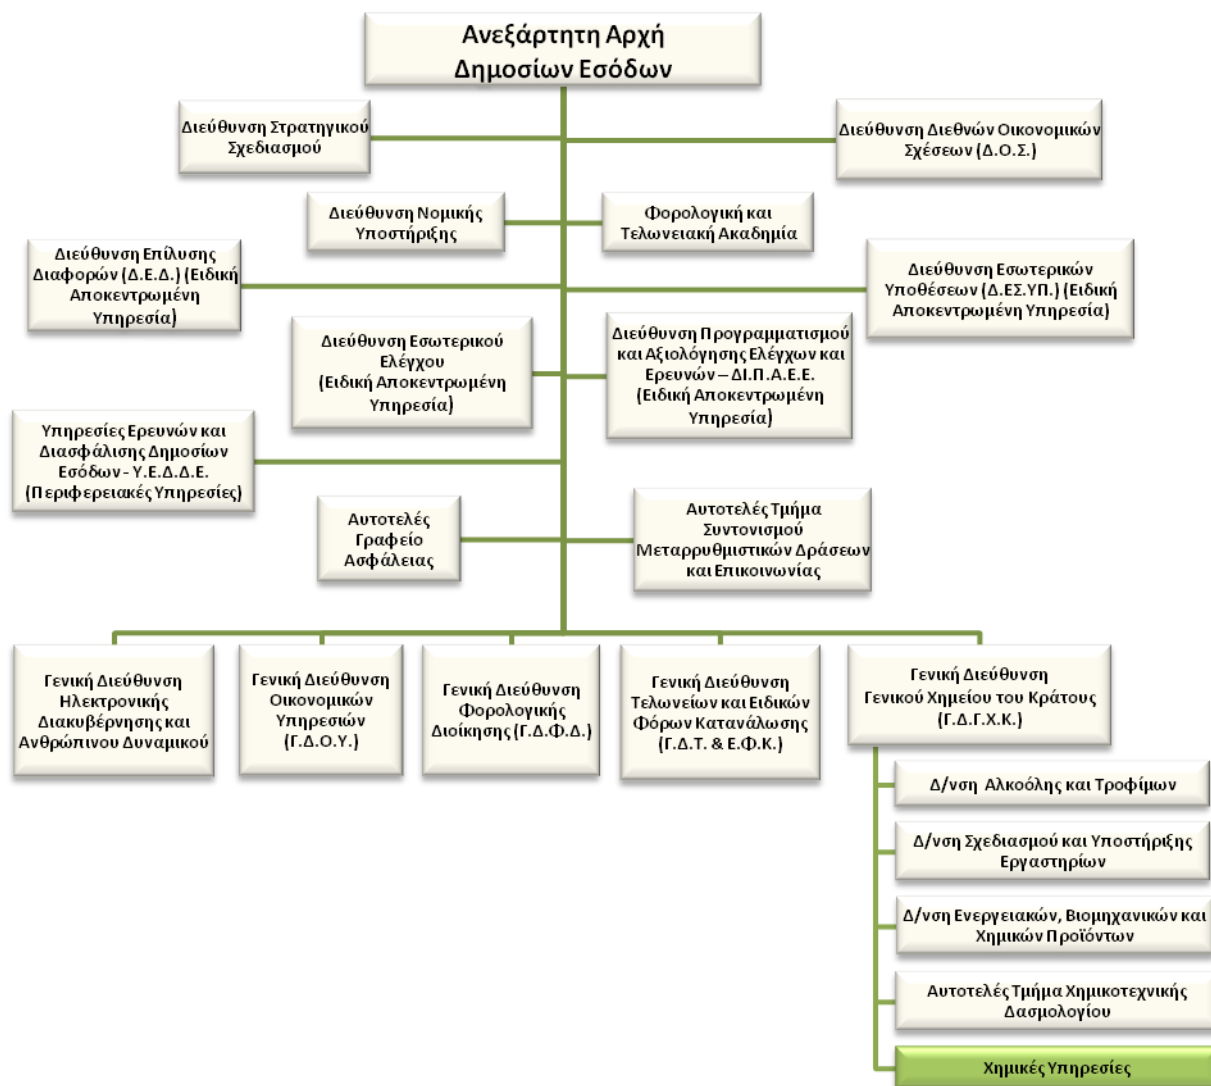 Ανεξάρτητη Αρχή
Δημοσίων Εσόδων
Διεύθυνση Στρατηγικού
Σχεδιασμού
Διεύθυνση Διεθνών Οικονομικών
Σχέσεων (Δ.Ο.Σ.)
Διεύθυνση Νομικής
Υποστήριξης
Φορολογική και
Τελωνειακή Ακαδημία
Διεύθυνση Επίλυσης
Διαφορών (Δ.Ε.Δ.) (Ειδική
Αποκεντρωμένη
Υπηρεσία)
Διεύθυνση Εσωτερικών
Υποθέσεων (Δ.ΕΣ.ΥΠ.) (Ειδική
Αποκεντρωμένη Υπηρεσία)
Διεύθυνση Εσωτερικού
Ελέγχου
(Ειδική Αποκεντρωμένη
Υπηρεσία)
Διεύθυνση Προγραμματισμού
και Αξιολόγησης Ελέγχων και
Ερευνών – ΔΙ.Π.Α.Ε.Ε.
(Ειδική Αποκεντρωμένη
Υπηρεσία)
Υπηρεσίες Ερευνών και
Διασφάλισης Δημοσίων
Εσόδων - Υ.Ε.Δ.Δ.Ε.
(Περιφερειακές Υπηρεσίες)
Αυτοτελές
Γραφείο
Ασφάλειας
Αυτοτελές Τμήμα
Συντονισμού
Μεταρρυθμιστικών Δράσεων
και Επικοινωνίας
Γενική Διεύθυνση
Ηλεκτρονικής
Διακυβέρνησης και
Ανθρώπινου Δυναμικού
Γενική Διεύθυνση
Οικονομικών
Υπηρεσιών
(Γ.Δ.Ο.Υ.)
Γενική Διεύθυνση
Φορολογικής
Διοίκησης (Γ.Δ.Φ.Δ.)
Γενική Διεύθυνση
Τελωνείων και Ειδικών
Φόρων Κατανάλωσης
(Γ.Δ.Τ. & Ε.Φ.Κ.)
Γενική Διεύθυνση
Γενικού Χημείου του Κράτους
(Γ.Δ.Γ.Χ.Κ.)
Δ/νση Αλκοόλης και Τροφίμων
Δ/νση Σχεδιασμού και Υποστήριξης
Εργαστηρίων
Δ/νση Ενεργειακών, Βιομηχανικών και
Χημικών Προϊόντων
Αυτοτελές Τμήμα Χημικοτεχνικής
Δασμολογίου
Χημικές Υπηρεσίες